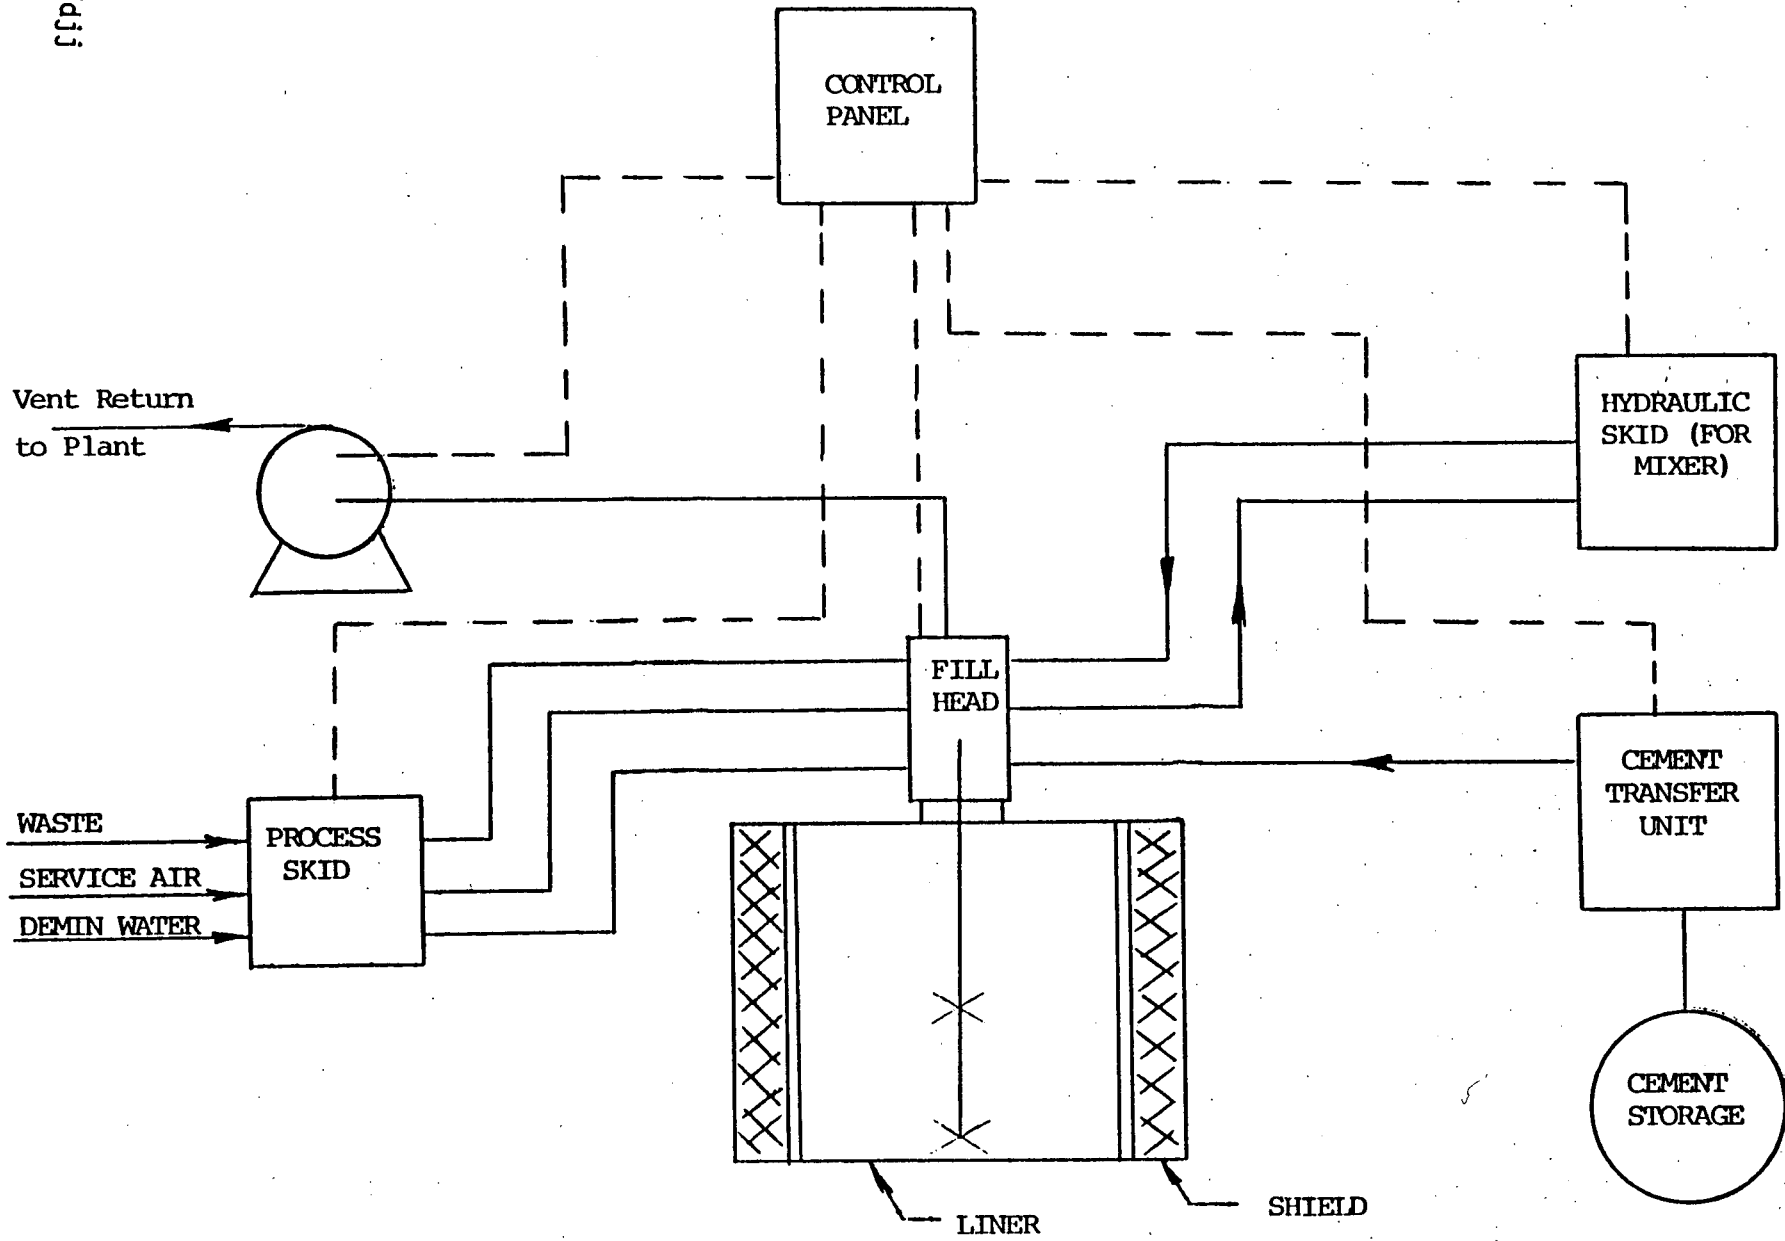 CONTROL
PANEL
Vent Return
to Plant
HYDRAULIC
SKID (FOR
MIXER)
FILL
HEAD
CEMENT
TRANSFER
UNIT
WASTE
SERVICE AIR
DEMIN WATER
PROCESS
SKID
CEMENT
STORAGE
SHIELD
LINER